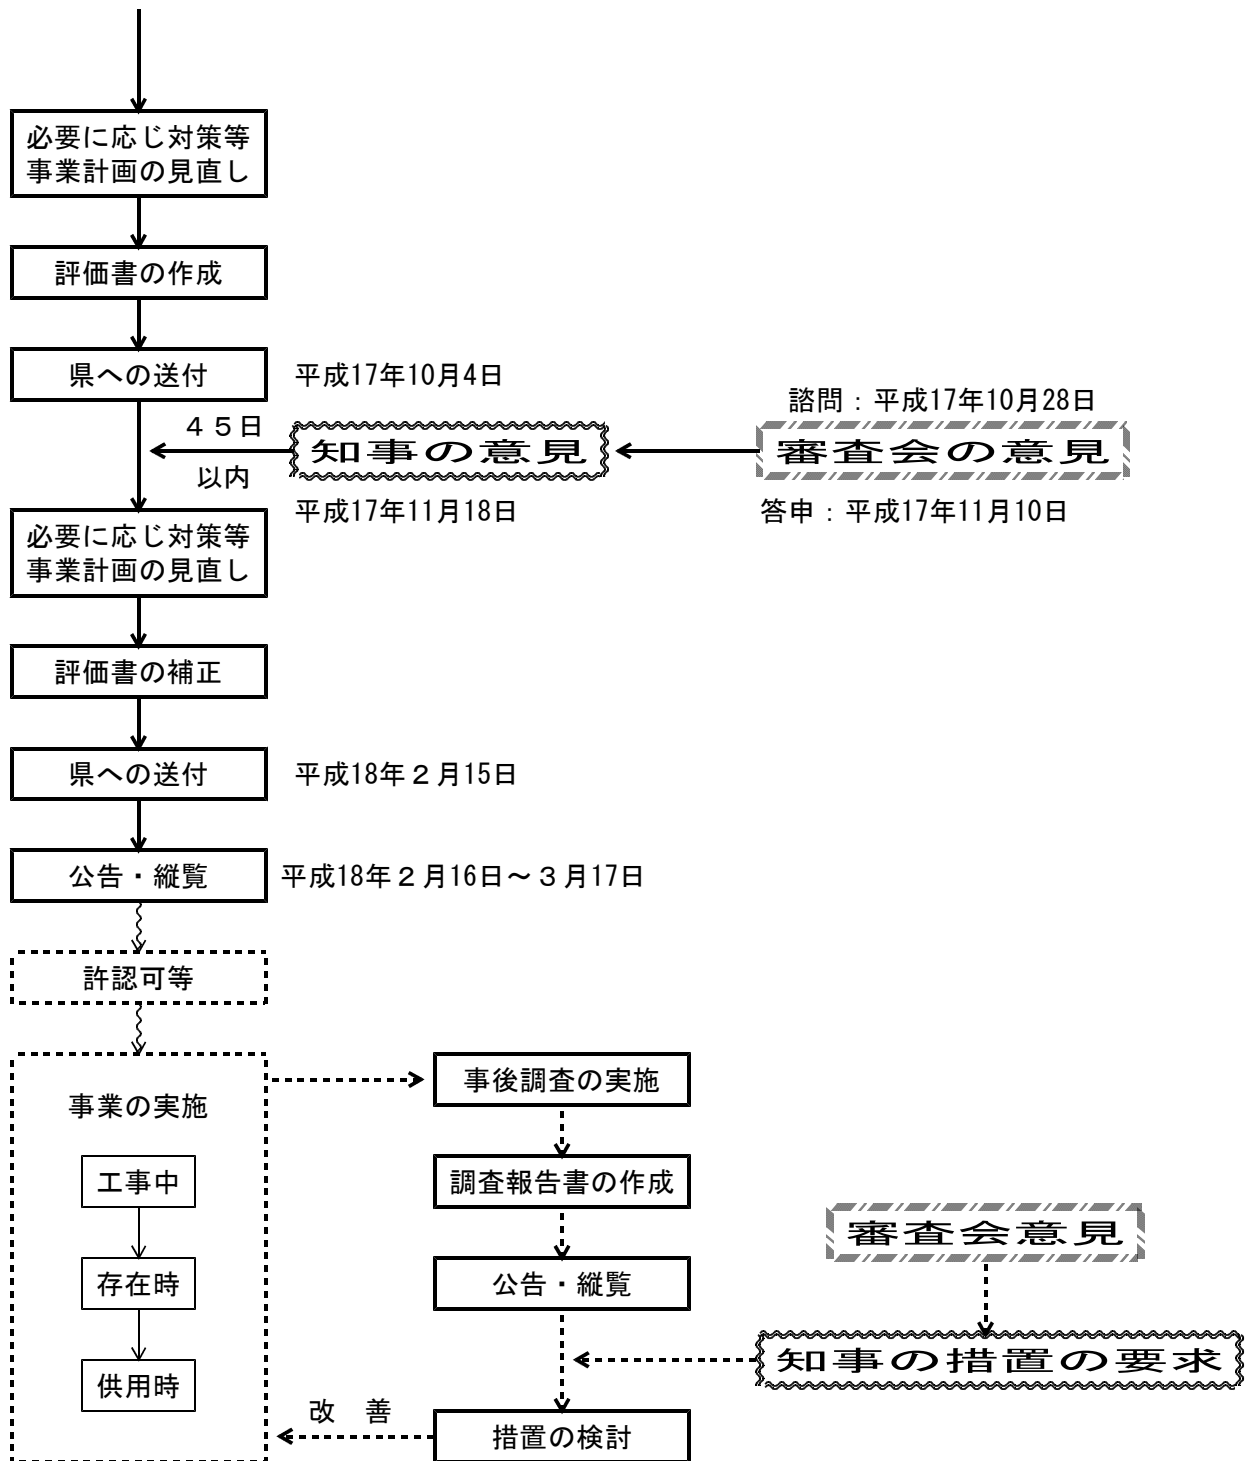 必要に応じ対策等
事業計画の見直し
評価書の作成
県への送付
平成17年10月4日
諮問：平成17年10月28日
４５日
以内
知事の意見
審査会の意見
平成17年11月18日
答申：平成17年11月10日
必要に応じ対策等
事業計画の見直し
評価書の補正
県への送付
平成18年２月15日
公告・縦覧
平成18年２月16日～３月17日
許認可等
事業の実施
工事中
存在時
供用時
事後調査の実施
調査報告書の作成
審査会意見
公告・縦覧
知事の措置の要求
改　善
措置の検討